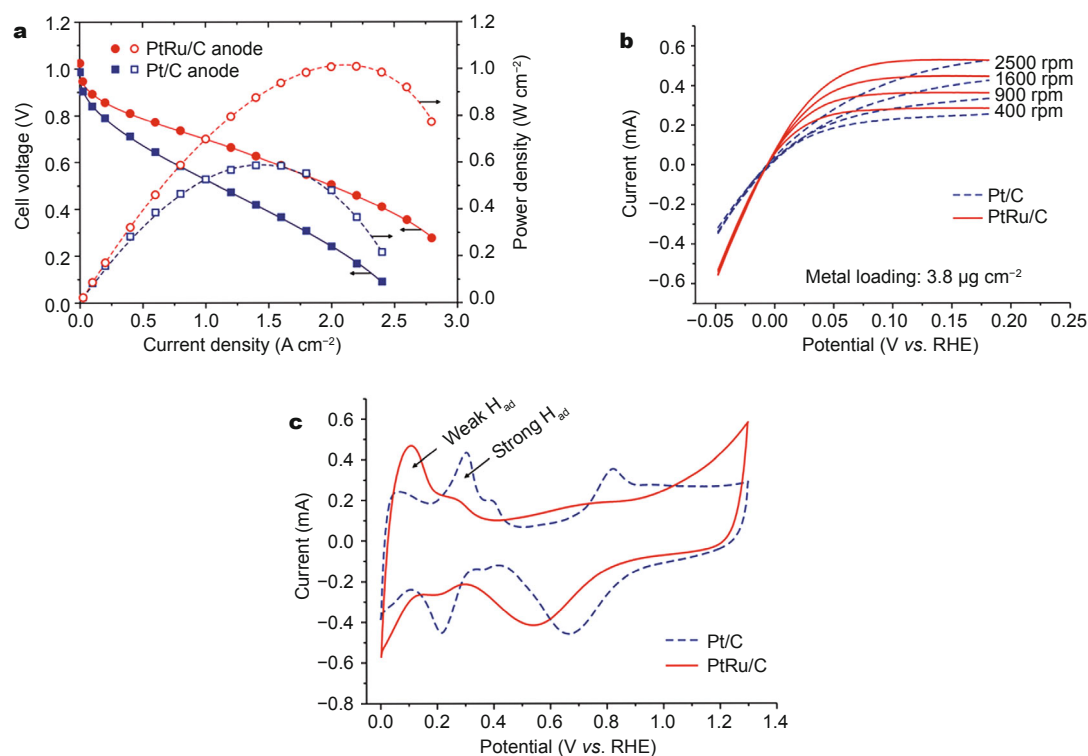 a
PtRu/C anode
Pt/C anode
Cell voltage (V)
1.2
1.0
0.8
0.6
0.4
0.2
0.0
0.0 0.5 1.0 1.5 2.0 2.5 3.0
Current density (A cm⁻²)
1.2
1.0
0.8
0.6
0.4
0.2
0.0
Power density (W cm⁻²)
b
Current (mA)
0.6
0.4
0.2
0.0
−0.2
−0.4
−0.6
2500 rpm
1600 rpm
900 rpm
400 rpm
Pt/C
PtRu/C
Metal loading: 3.8 µg cm⁻²
−0.05 0.00 0.05 0.10 0.15 0.20 0.25
Potential (V vs. RHE)
c
Current (mA)
0.6
0.4
0.2
0.0
−0.2
−0.4
−0.6
−0.8
Weak H_ad
Strong H_ad
Pt/C
PtRu/C
0.0 0.2 0.4 0.6 0.8 1.0 1.2 1.4
Potential (V vs. RHE)